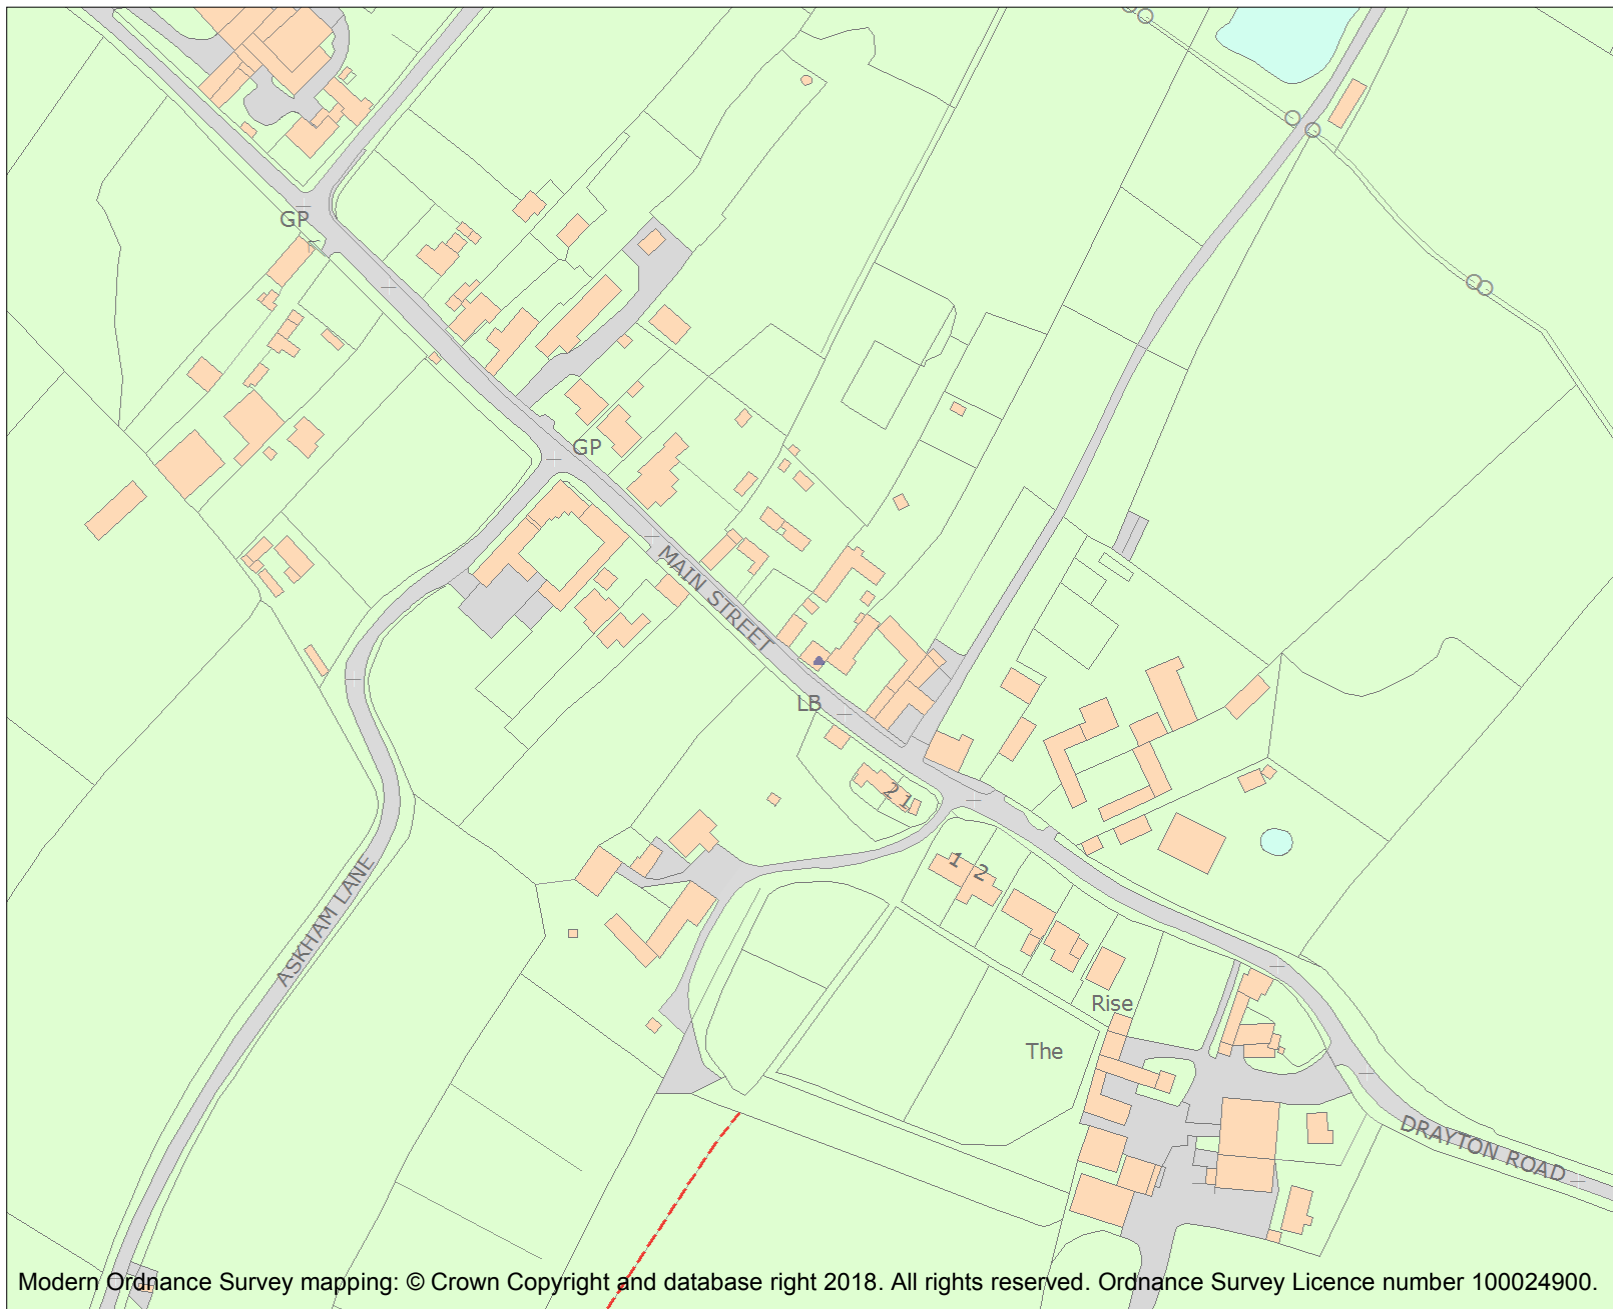 GP
GP
MAIN STREET
LB
2 1
1 2
ASKHAM LANE
Rise
The
DRAYTON ROAD
Modern Ordnance Survey mapping: © Crown Copyright and database right 2018. All rights reserved. Ordnance Survey Licence number 100024900.